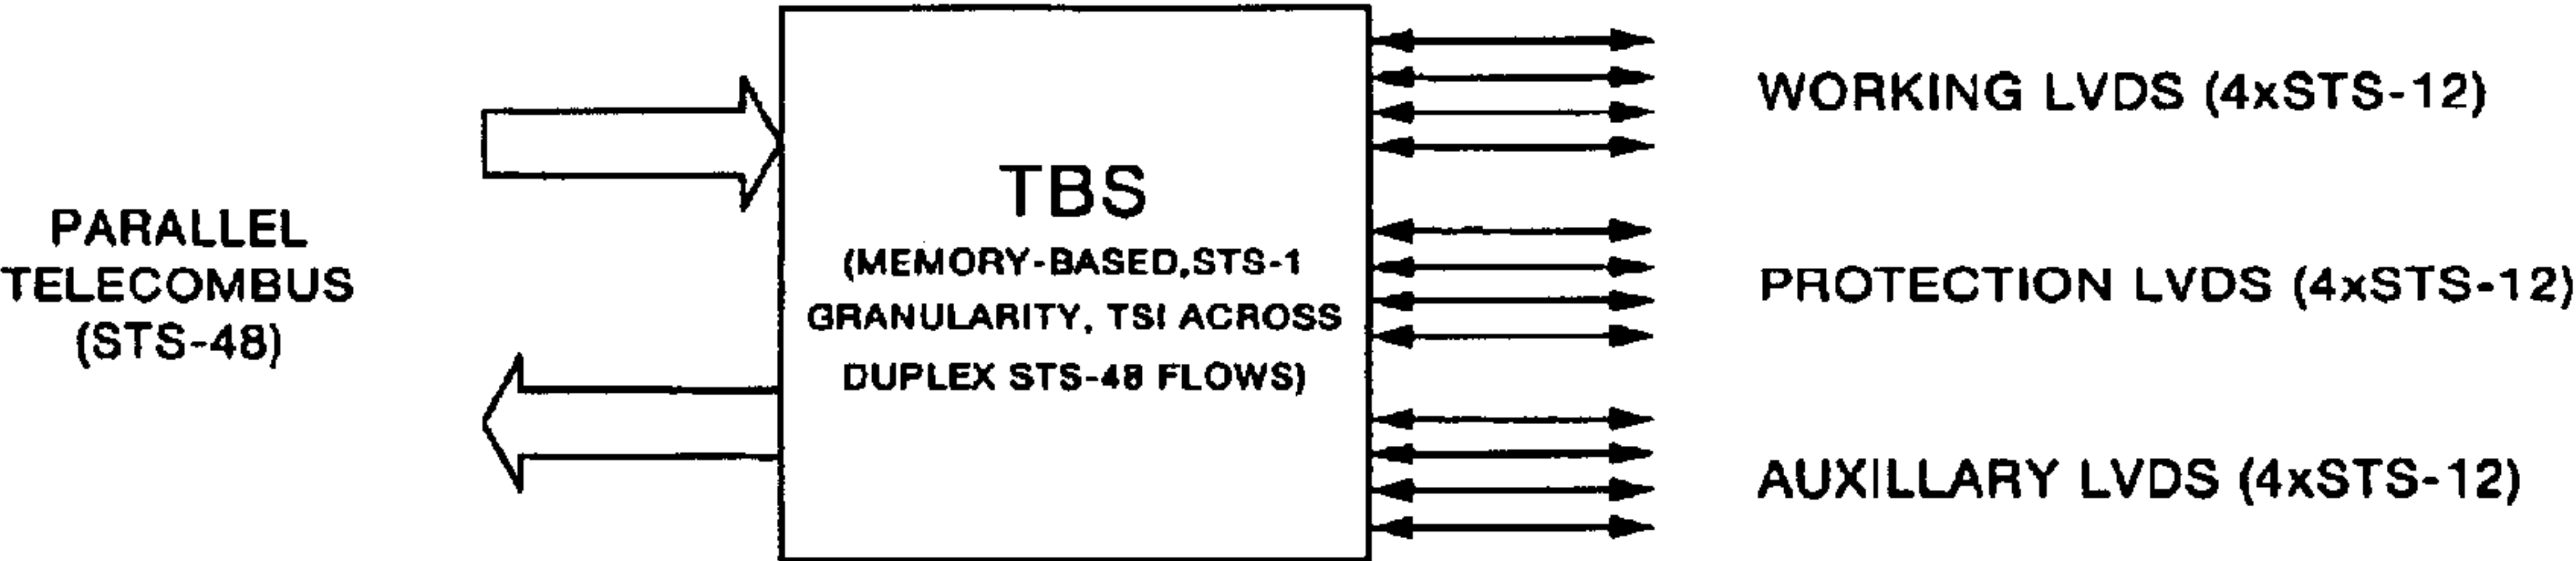 PARALLEL
TELECOMBUS
(STS-48)
TBS
(MEMORY-BASED,STS-1
GRANULARITY, TSI ACROSS
DUPLEX STS-48 FLOWS)
WORKING LVDS (4xSTS-12)
PROTECTION LVDS (4xSTS-12)
AUXILLARY LVDS (4xSTS-12)